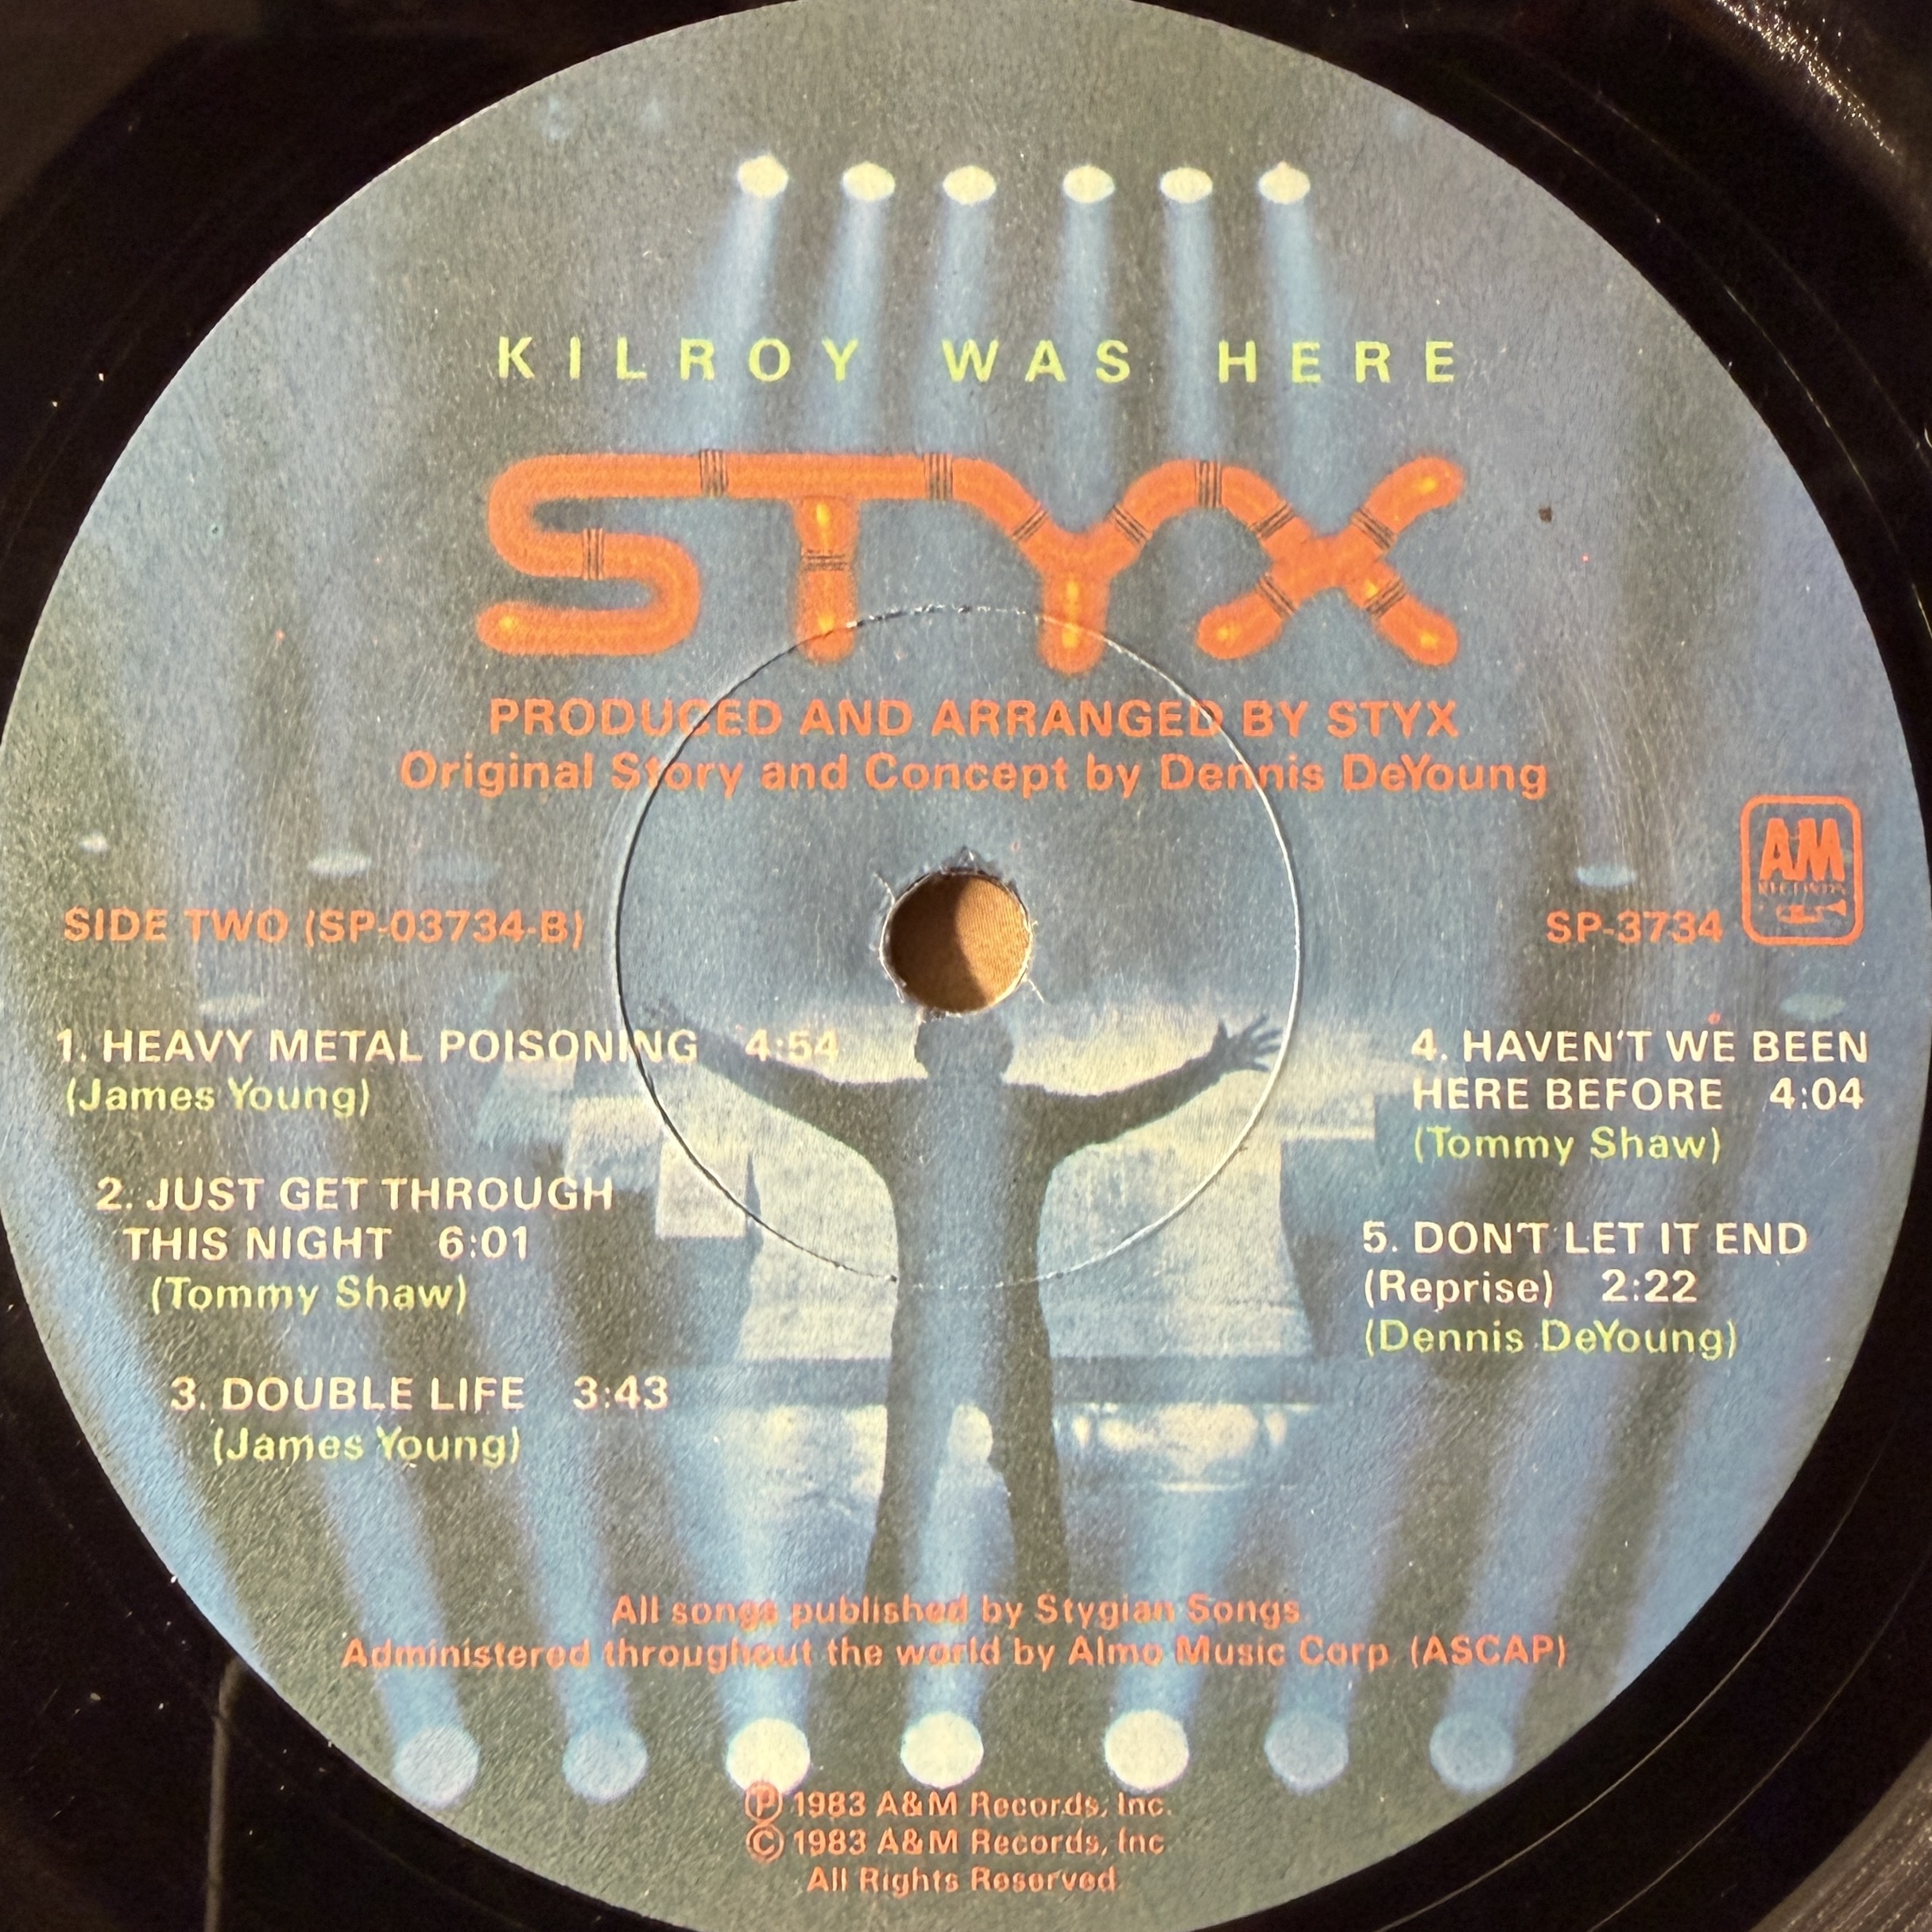 KILROY WAS HERE
STYX
PRODUCED AND ARRANGED BY STYX
Original Story and Concept by Dennis DeYoung
AM
RECORDS
SIDE TWO (SP-03734-B)
SP-3734
1. HEAVY METAL POISONING 4:54
(James Young)
2. JUST GET THROUGH
THIS NIGHT 6:01
(Tommy Shaw)
3. DOUBLE LIFE 3:43
(James Young)
4. HAVEN'T WE BEEN
HERE BEFORE 4:04
(Tommy Shaw)
5. DON'T LET IT END
(Reprise) 2:22
(Dennis DeYoung)
All songs published by Stygian Songs.
Administered throughout the world by Almo Music Corp (ASCAP)
Ⓟ 1983 A&M Records, Inc.
© 1983 A&M Records, Inc
All Rights Reserved